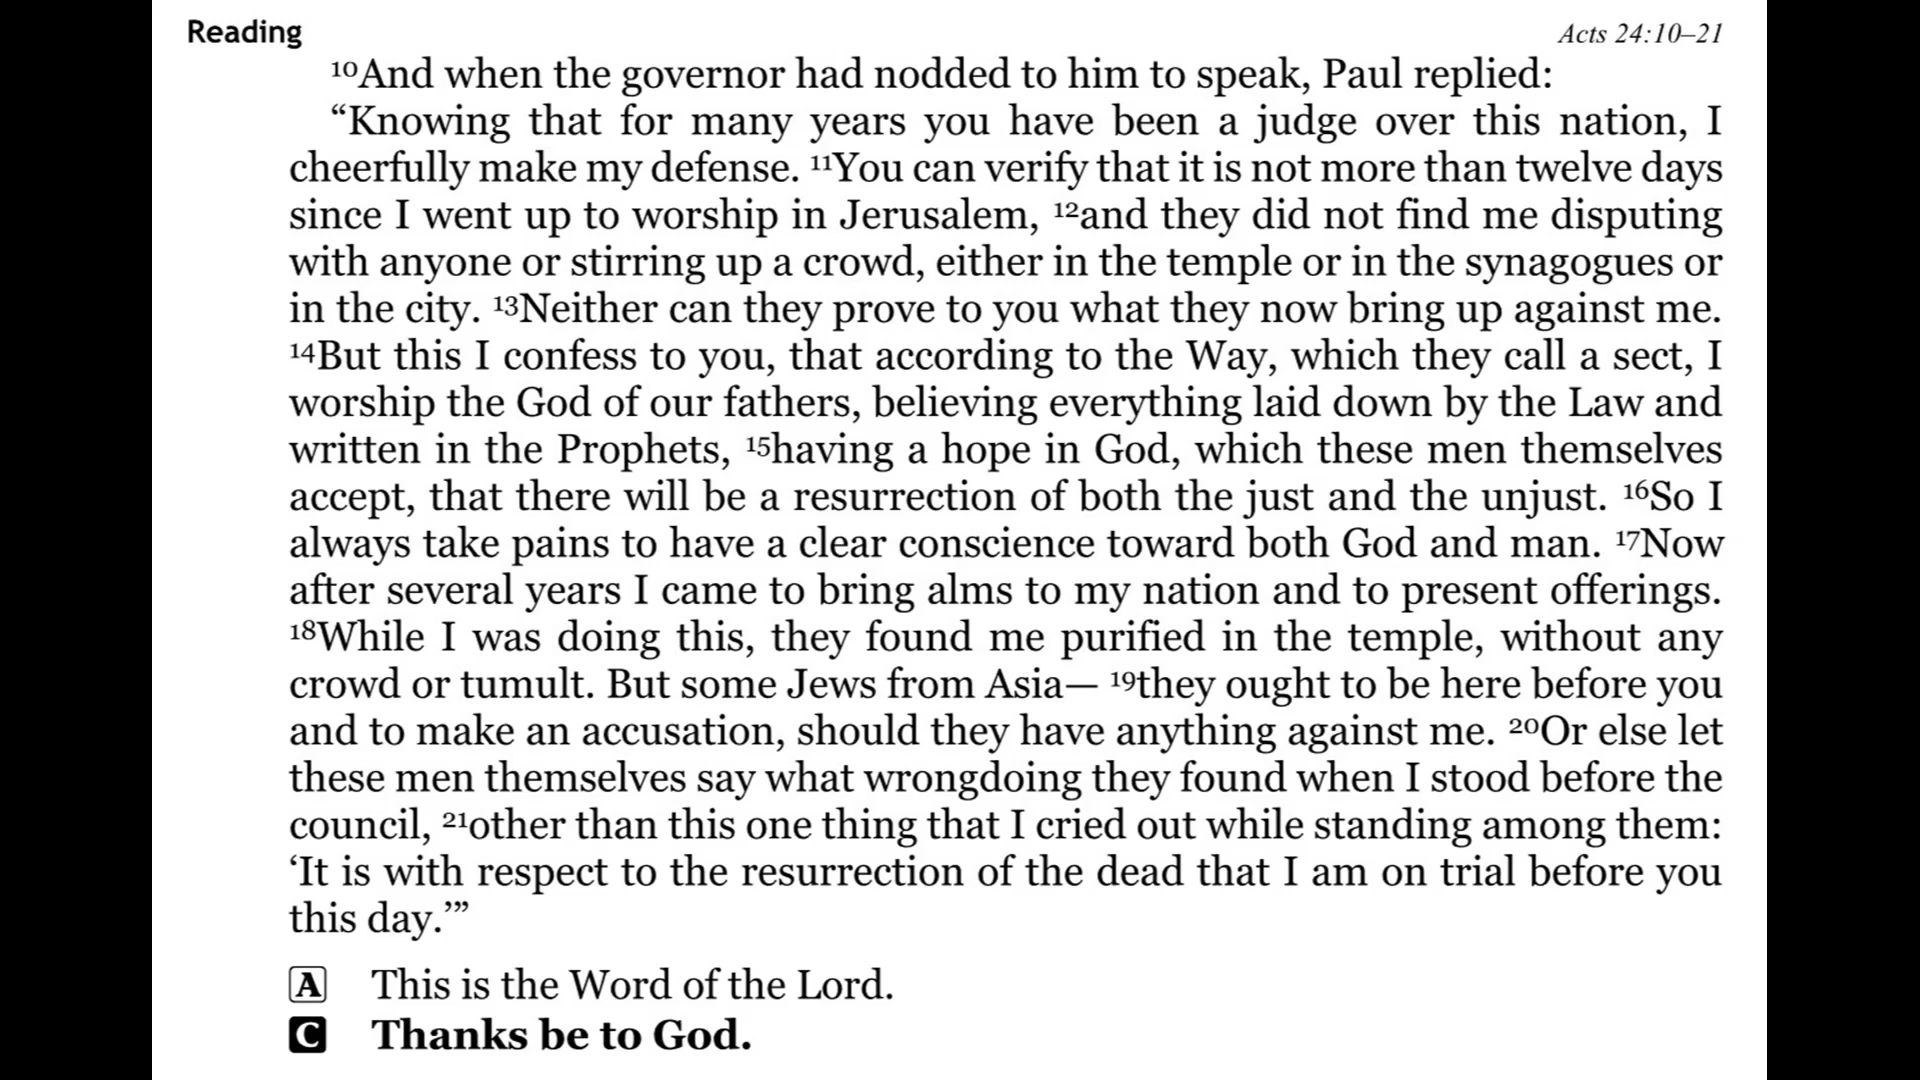 Reading
Acts 24:10–21
¹⁰And when the governor had nodded to him to speak, Paul replied:
“Knowing that for many years you have been a judge over this nation, I
cheerfully make my defense. ¹¹You can verify that it is not more than twelve days
since I went up to worship in Jerusalem, ¹²and they did not find me disputing
with anyone or stirring up a crowd, either in the temple or in the synagogues or
in the city. ¹³Neither can they prove to you what they now bring up against me.
¹⁴But this I confess to you, that according to the Way, which they call a sect, I
worship the God of our fathers, believing everything laid down by the Law and
written in the Prophets, ¹⁵having a hope in God, which these men themselves
accept, that there will be a resurrection of both the just and the unjust. ¹⁶So I
always take pains to have a clear conscience toward both God and man. ¹⁷Now
after several years I came to bring alms to my nation and to present offerings.
¹⁸While I was doing this, they found me purified in the temple, without any
crowd or tumult. But some Jews from Asia— ¹⁹they ought to be here before you
and to make an accusation, should they have anything against me. ²⁰Or else let
these men themselves say what wrongdoing they found when I stood before the
council, ²¹other than this one thing that I cried out while standing among them:
‘It is with respect to the resurrection of the dead that I am on trial before you
this day.’”
A This is the Word of the Lord.
C Thanks be to God.